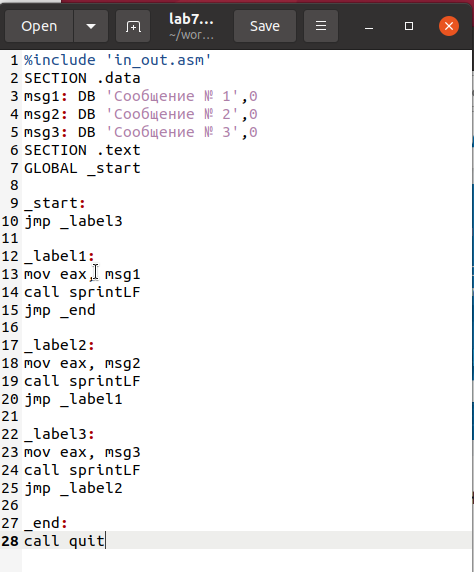 Open
lab7...
~/wor...
Save
1 %include 'in_out.asm'
2 SECTION .data
3 msg1: DB 'Сообщение № 1',0
4 msg2: DB 'Сообщение № 2',0
5 msg3: DB 'Сообщение № 3',0
6 SECTION .text
7 GLOBAL _start
8
9 _start:
10 jmp _label3
11
12 _label1:
13 mov eax, msg1
14 call sprintLF
15 jmp _end
16
17 _label2:
18 mov eax, msg2
19 call sprintLF
20 jmp _label1
21
22 _label3:
23 mov eax, msg3
24 call sprintLF
25 jmp _label2
26
27 _end:
28 call quit